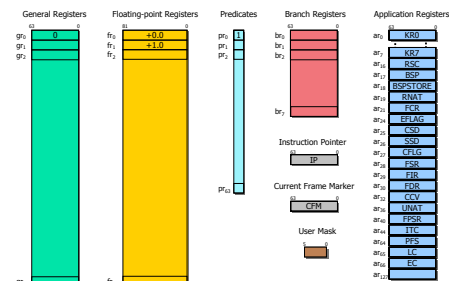 General Registers
63 0
gr0 0
gr1
gr2
Floating-point Registers
81 0
fr0 +0.0
fr1 +1.0
fr2
Predicates
pr0 1
pr1
pr2
pr63
Branch Registers
63 0
br0
br1
br2
br7
Instruction Pointer
63 0
IP
Current Frame Marker
63 0
CFM
User Mask
5 0
Application Registers
63 0
ar0 KR0
ar7 KR7
ar16 RSC
ar17 BSP
ar18 BSPSTORE
ar19 RNAT
ar21 FCR
ar24 EFLAG
ar25 CSD
ar26 SSD
ar27 CFLG
ar28 FSR
ar29 FIR
ar30 FDR
ar32 CCV
ar36 UNAT
ar40 FPSR
ar44 ITC
ar64 PFS
ar65 LC
ar66 EC
ar127